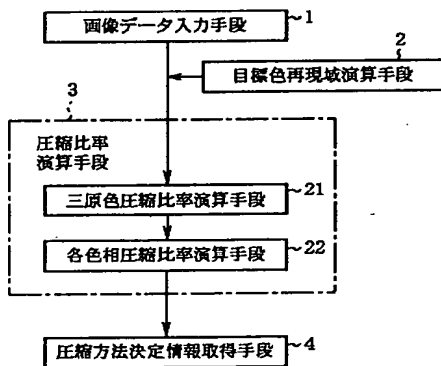 画像データ入力手段 1
2
目標色再現域演算手段
3
圧縮比率
演算手段
三原色圧縮比率演算手段 21
各色相圧縮比率演算手段 22
圧縮方法決定情報取得手段 4